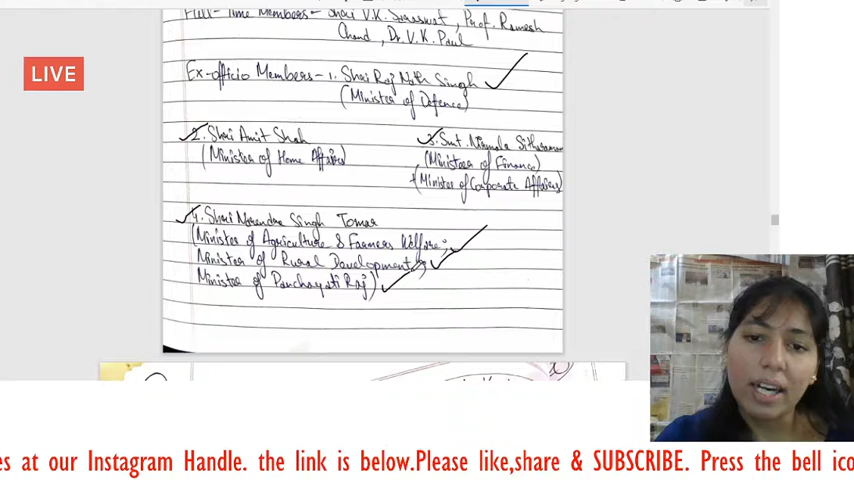 Full-Time Members - Shri V.K. Saraswat, Prof. Ramesh
Chand, Dr. V.K. Paul
LIVE
Ex-officio Members - 1. Shri Raj Nath Singh
(Minister of Defence)
2. Shri Amit Shah
(Minister of Home Affairs)
3. Smt. Nirmala Sitharaman
(Minister of Finance)
+ (Minister of Corporate Affairs)
4. Shri Narendra Singh Tomar
(Minister of Agriculture & Farmers Welfare;
Minister of Rural Development;
Minister of Panchayati Raj)
es at our Instagram Handle. the link is below.Please like,share & SUBSCRIBE. Press the bell ico